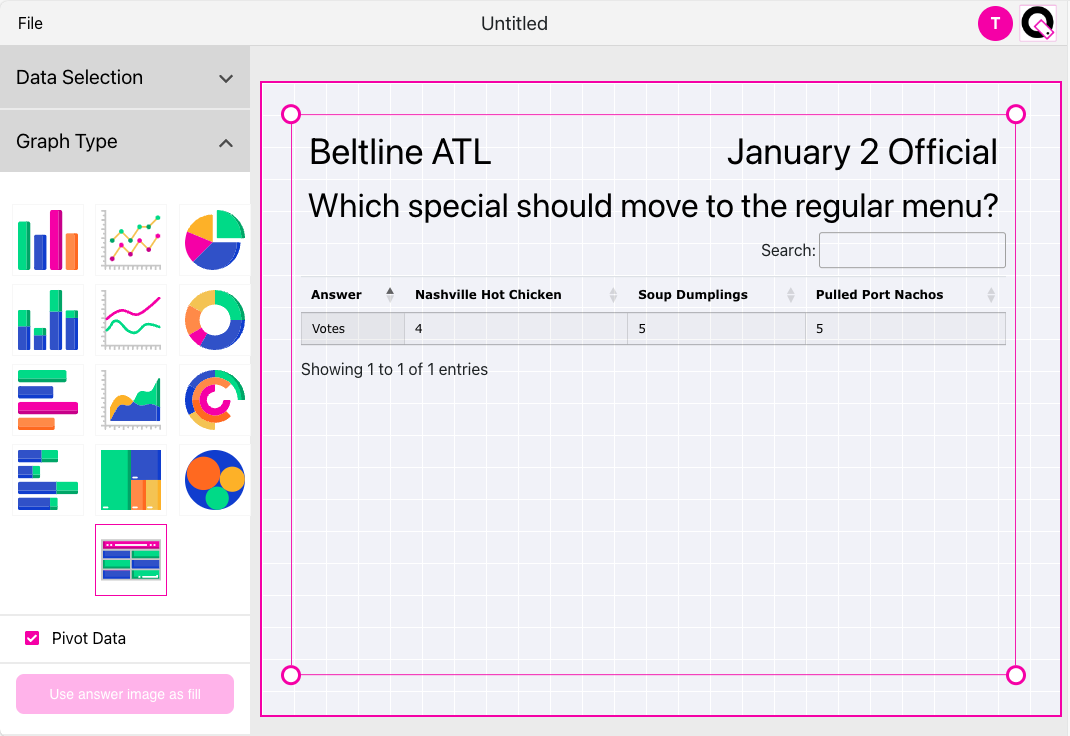 File
Untitled
T
Data Selection
Graph Type
Pivot Data
Use answer image as fill
Beltline ATL
January 2 Official
Which special should move to the regular menu?
Search:
Answer Nashville Hot Chicken Soup Dumplings Pulled Port Nachos
Votes 4 5 5
Showing 1 to 1 of 1 entries